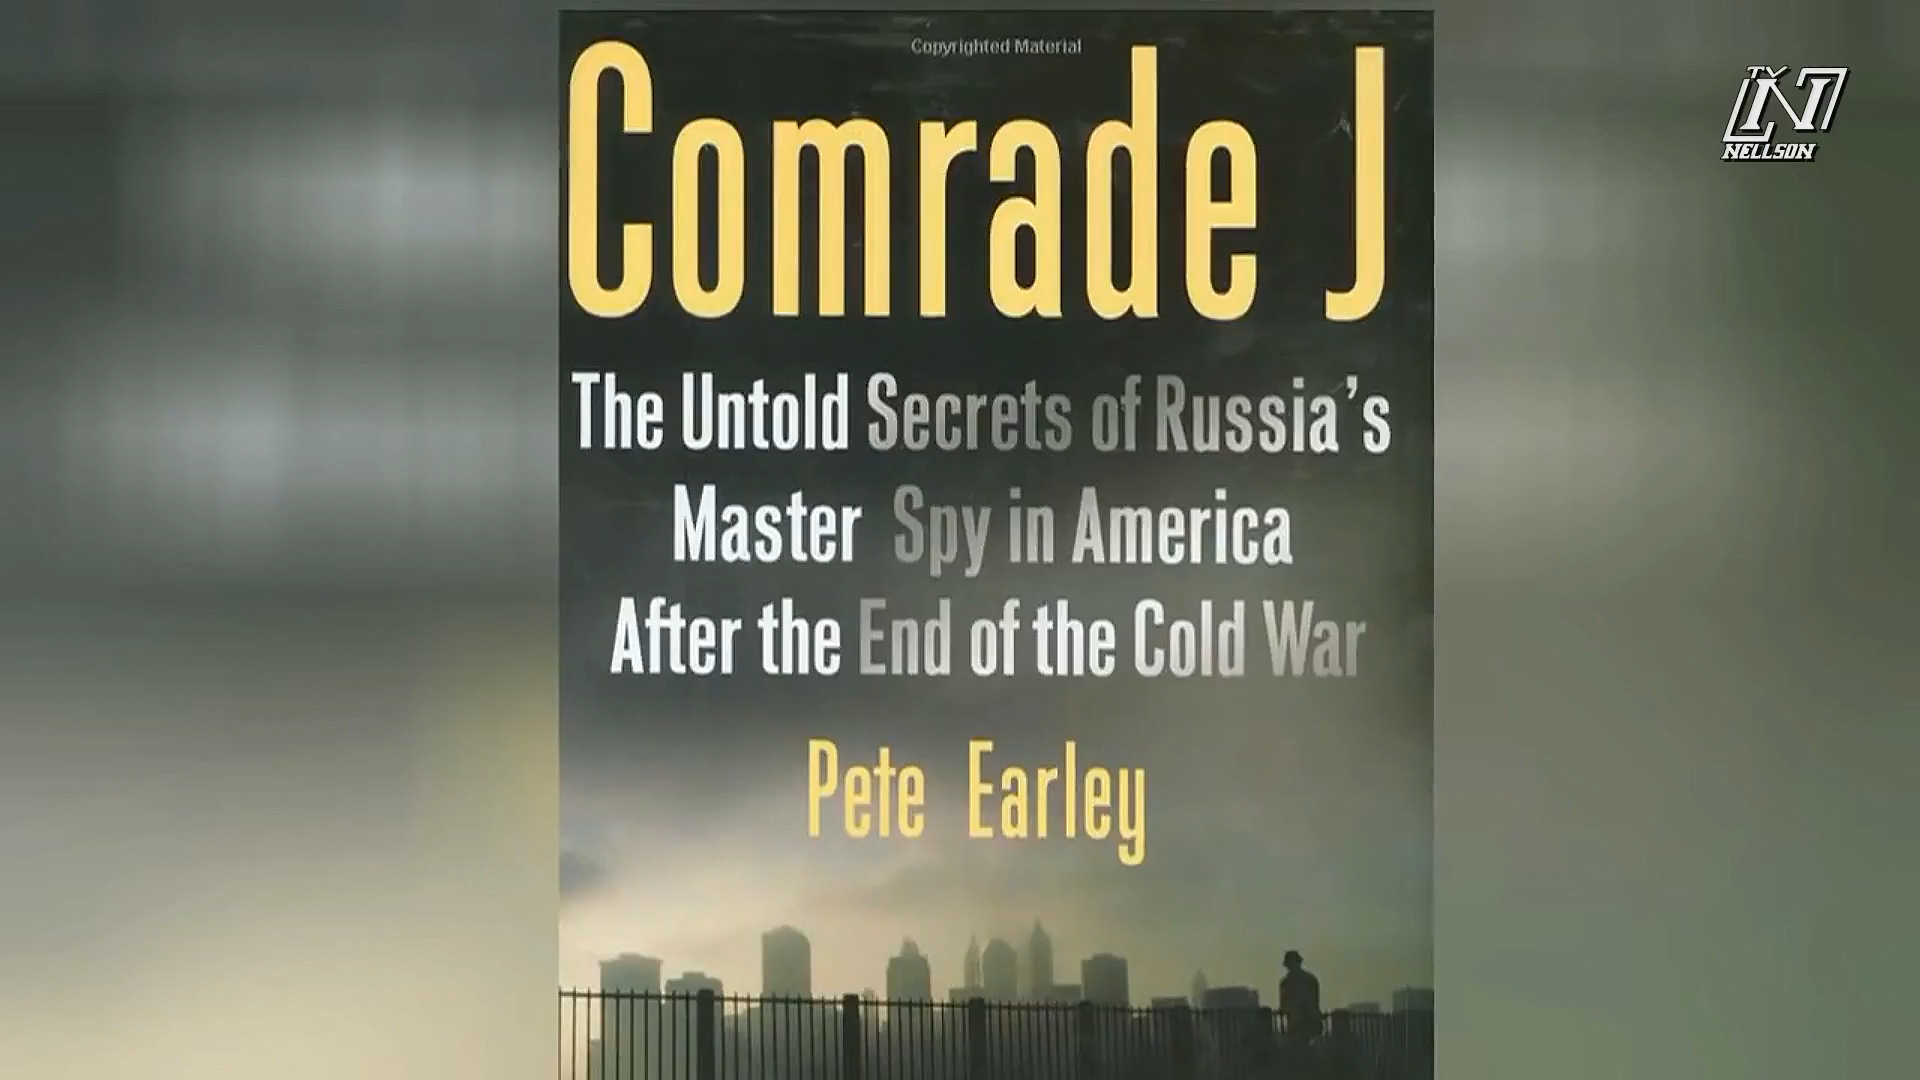 Copyrighted Material
Comrade J
The Untold Secrets of Russia's
Master Spy in America
After the End of the Cold War
Pete Earley
TV
N
NELLSON